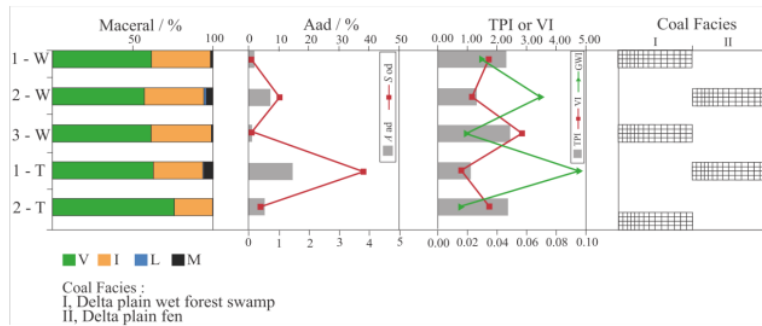 Maceral / %
Aad / %
TPI or VI
Coal Facies
50
100
0
10
20
30
40
50
0.00
1.00
2.00
3.00
4.00
5.00
I
II
1 - W
2 - W
3 - W
1 - T
2 - T
A ad
S od
TPI
VI
GWI
0
1
2
3
4
5
0.00
0.02
0.04
0.06
0.08
0.10
V
I
L
M
Coal Facies :
I, Delta plain wet forest swamp
II, Delta plain fen